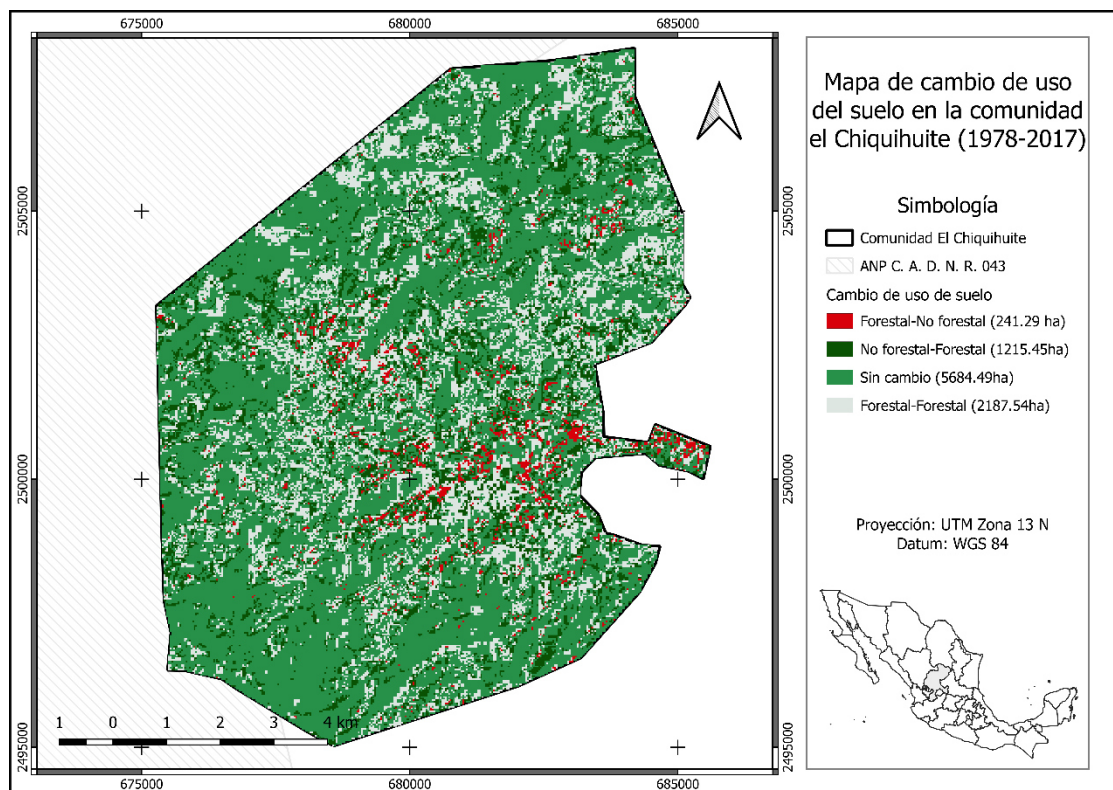 675000
680000
685000
2505000
2505000
2500000
2500000
2495000
2495000
1 0 1 2 3 4 km
675000
680000
685000
Mapa de cambio de uso
del suelo en la comunidad
el Chiquihuite (1978-2017)
Simbología
Comunidad El Chiquihuite
ANP C. A. D. N. R. 043
Cambio de uso de suelo
Forestal-No forestal (241.29 ha)
No forestal-Forestal (1215.45ha)
Sin cambio (5684.49ha)
Forestal-Forestal (2187.54ha)
Proyección: UTM Zona 13 N
Datum: WGS 84